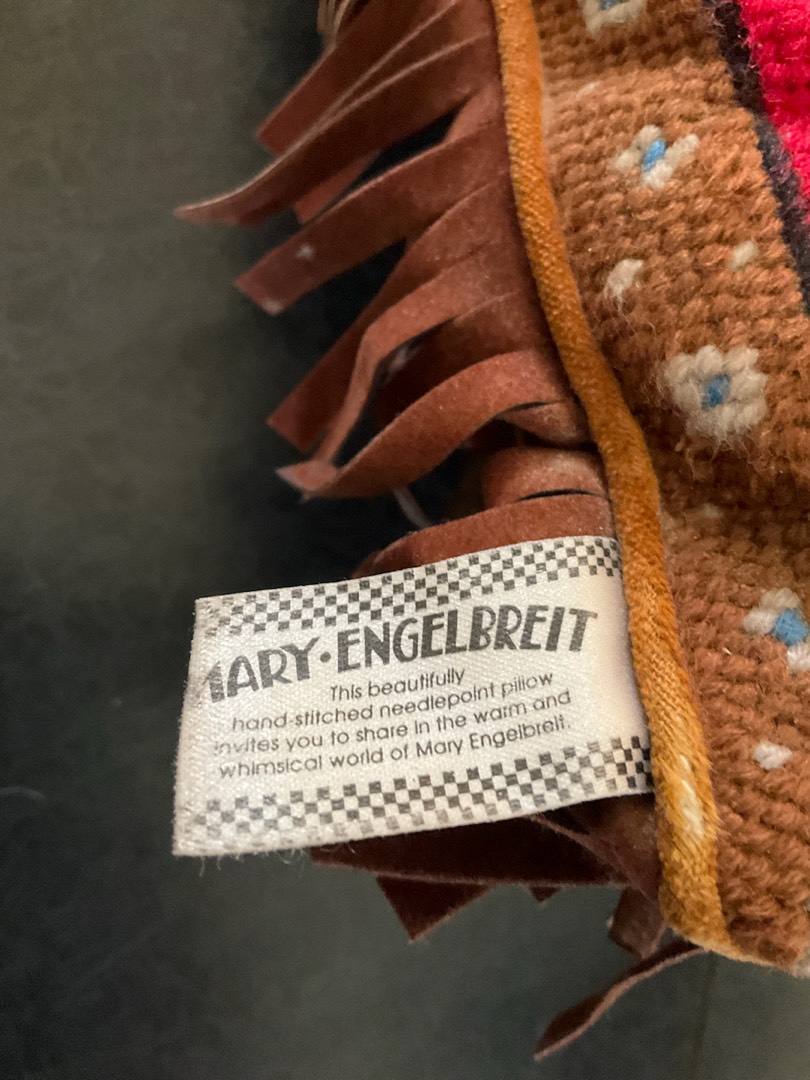 MARY•ENGELBREIT
This beautifully
hand-stitched needlepoint pillow
invites you to share in the warm and
whimsical world of Mary Engelbreit.